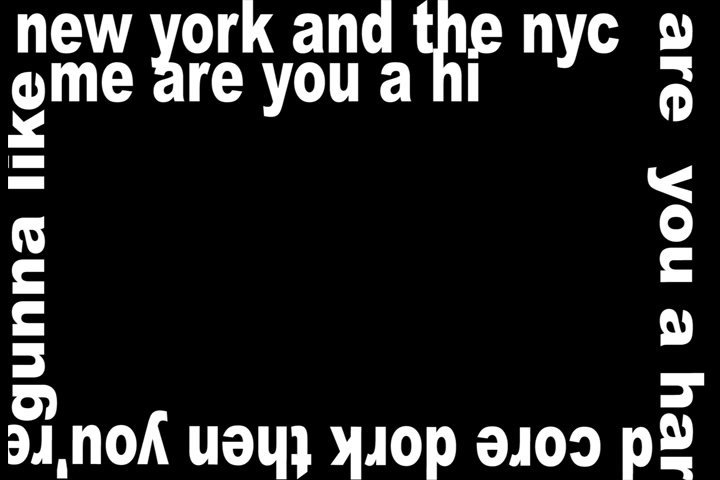 new york and the nyc
are you a har
d core dork then you're
gunna like
me are you a hi